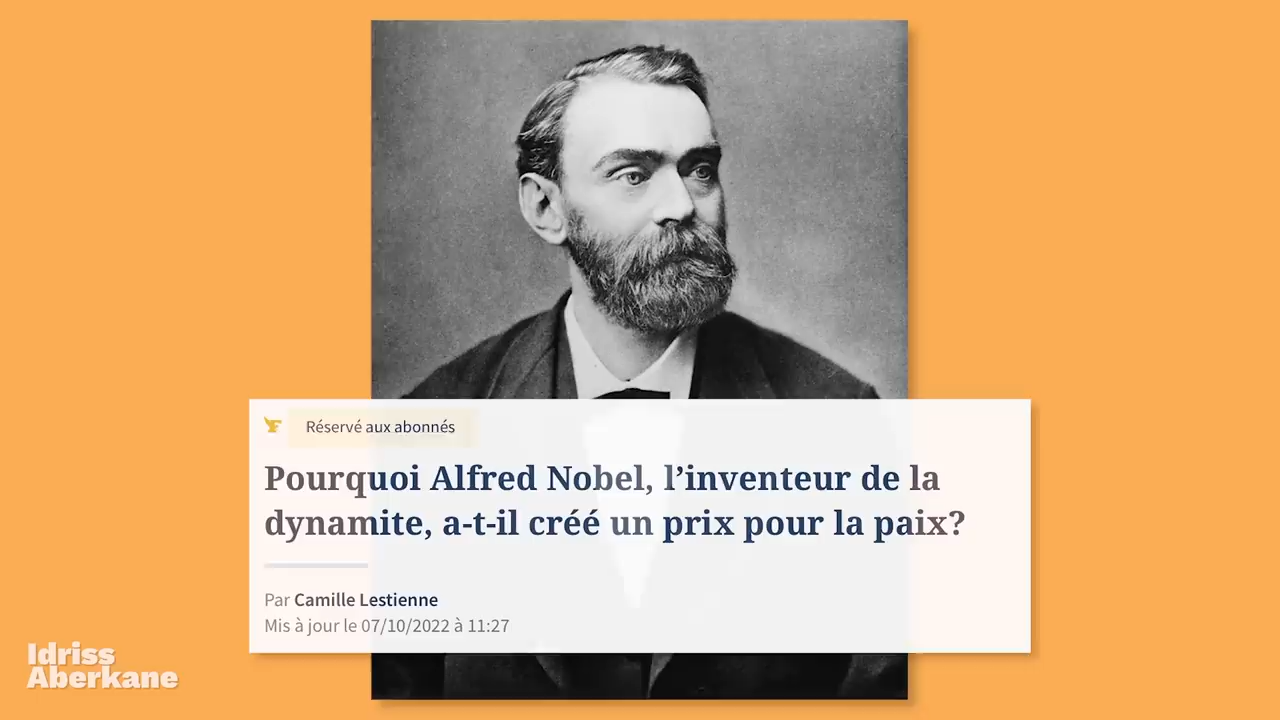 Réservé aux abonnés
Pourquoi Alfred Nobel, l’inventeur de la
dynamite, a-t-il créé un prix pour la paix?
Par Camille Lestienne
Mis à jour le 07/10/2022 à 11:27
Idriss
Aberkane